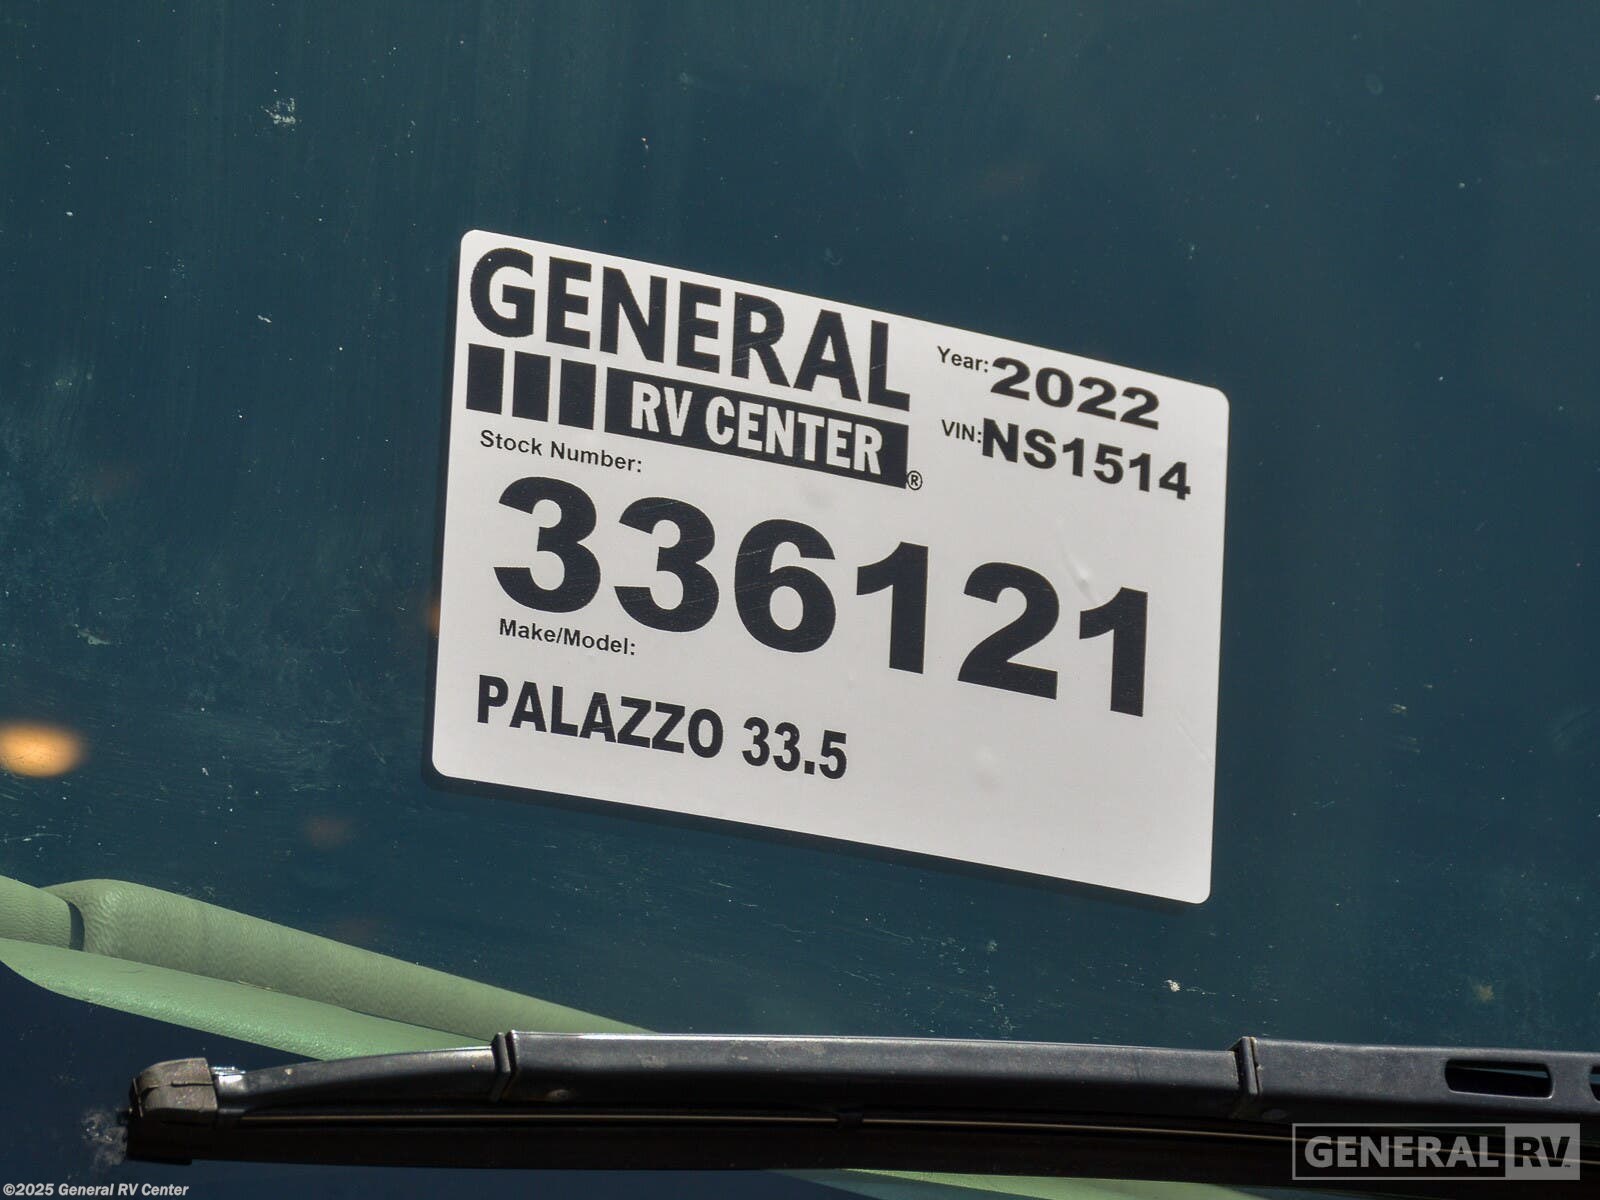 GENERAL
RV CENTER®
Year: 2022
VIN: NS1514
Stock Number:
336121
Make/Model:
PALAZZO 33.5
GENERAL RV
©2025 General RV Center